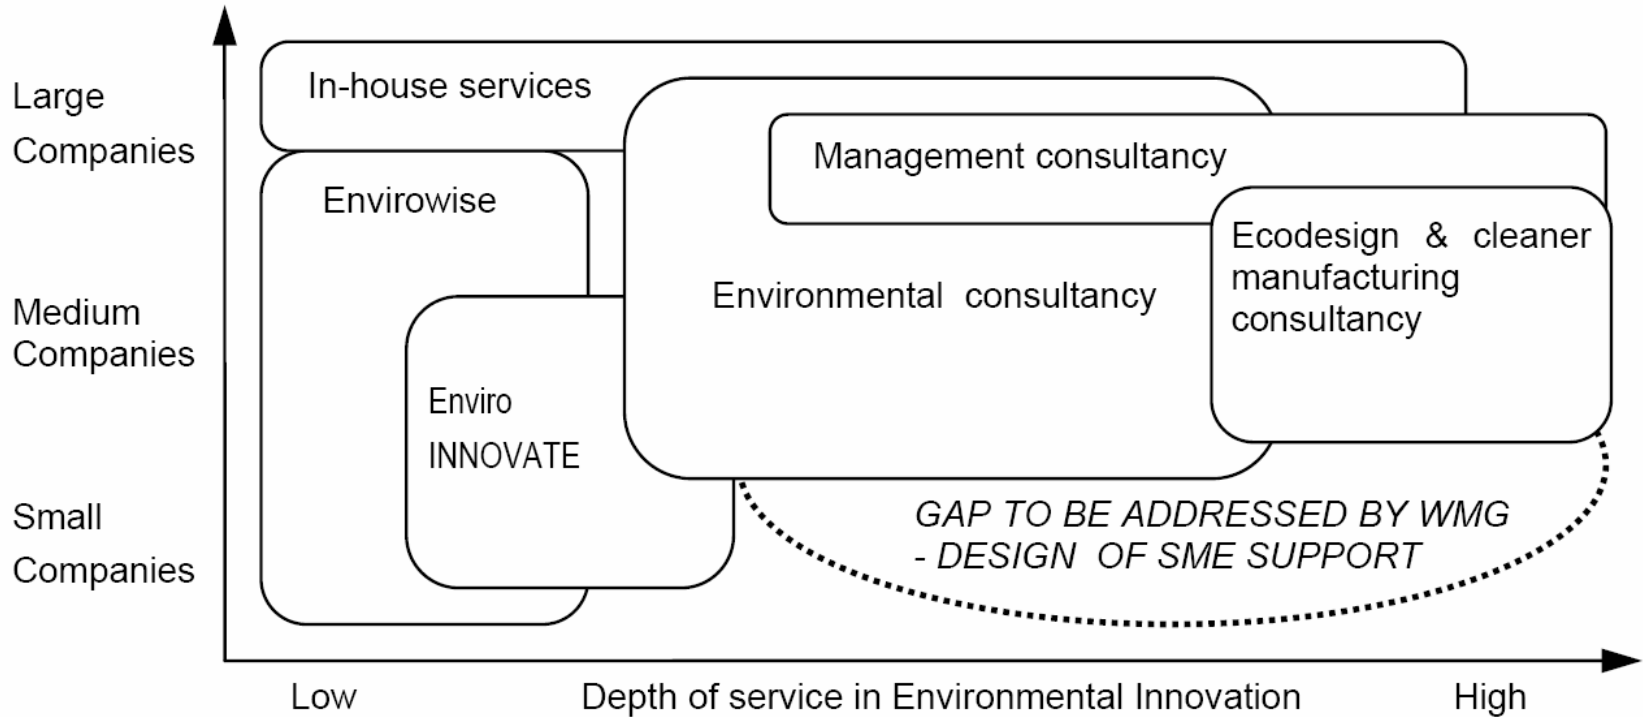 Large
Companies
In-house services
Management consultancy
Envirowise
Ecodesign & cleaner
manufacturing
consultancy
Environmental consultancy
Medium
Companies
Enviro
INNOVATE
Small
Companies
GAP TO BE ADDRESSED BY WMG
- DESIGN OF SME SUPPORT
Low
Depth of service in Environmental Innovation
High